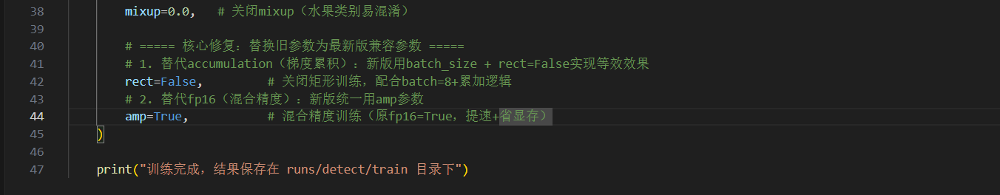 38 mixup=0.0, # 关闭mixup（水果类别易混淆）
39
40 # ===== 核心修复：替换旧参数为最新版兼容参数 =====
41 # 1. 替代accumulation（梯度累积）：新版用batch_size + rect=False实现等效效果
42 rect=False, # 关闭矩形训练，配合batch=8+累加逻辑
43 # 2. 替代fp16（混合精度）：新版统一用amp参数
44 amp=True, # 混合精度训练（原fp16=True，提速+省显存）
45 )
46
47 print("训练完成，结果保存在 runs/detect/train 目录下")